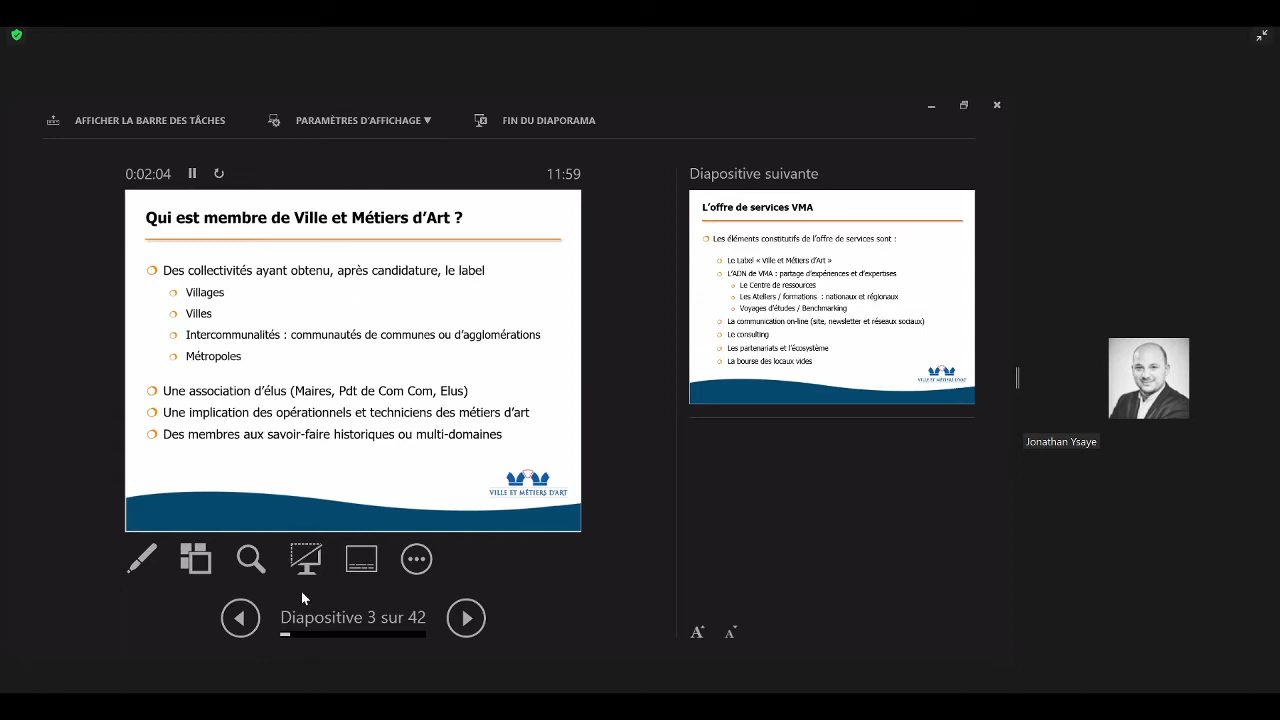 AFFICHER LA BARRE DES TÂCHES
PARAMÈTRES D'AFFICHAGE ▼
FIN DU DIAPORAMA
0:02:04
11:59
Qui est membre de Ville et Métiers d'Art ?
Des collectivités ayant obtenu, après candidature, le label
Villages
Villes
Intercommunalités : communautés de communes ou d'agglomérations
Métropoles
Une association d'élus (Maires, Pdt de Com Com, Elus)
Une implication des opérationnels et techniciens des métiers d'art
Des membres aux savoir-faire historiques ou multi-domaines
VILLE ET MÉTIERS D'ART
Diapositive 3 sur 42
Diapositive suivante
L'offre de services VMA
Les éléments constitutifs de l'offre de services sont :
Le Label « Ville et Métiers d'Art »
L'ADN de VMA : partage d'expériences et d'expertises
Le Centre de ressources
Les Ateliers / formations : nationaux et régionaux
Voyages d'études / Benchmarking
La communication on-line (site, newsletter et réseaux sociaux)
Le consulting
Les partenariats et l'écosystème
La bourse des locaux vides
VILLE ET MÉTIERS D'ART
A A
Jonathan Ysaye